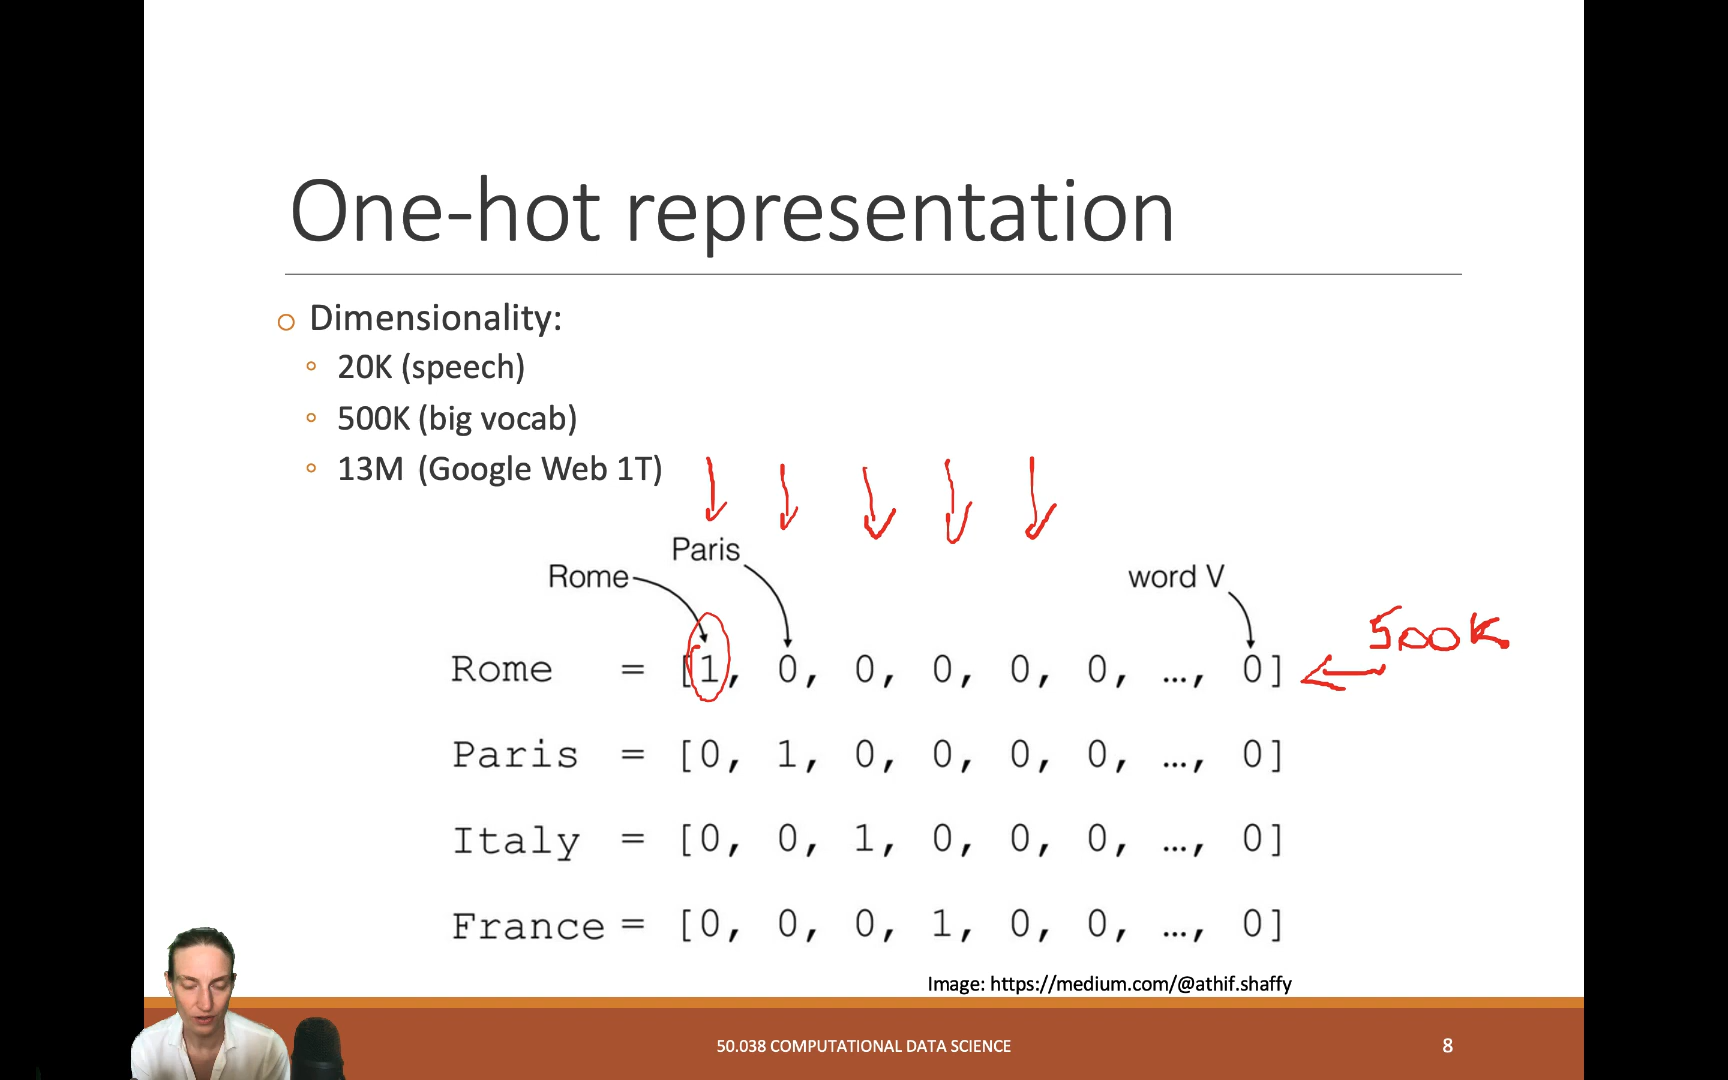 One-hot representation
Dimensionality:
20K (speech)
500K (big vocab)
13M (Google Web 1T)
Paris
Rome
word V
500K
Rome = [1, 0, 0, 0, 0, 0, …, 0]
Paris = [0, 1, 0, 0, 0, 0, …, 0]
Italy = [0, 0, 1, 0, 0, 0, …, 0]
France = [0, 0, 0, 1, 0, 0, …, 0]
Image: https://medium.com/@athif.shaffy
50.038 COMPUTATIONAL DATA SCIENCE
8